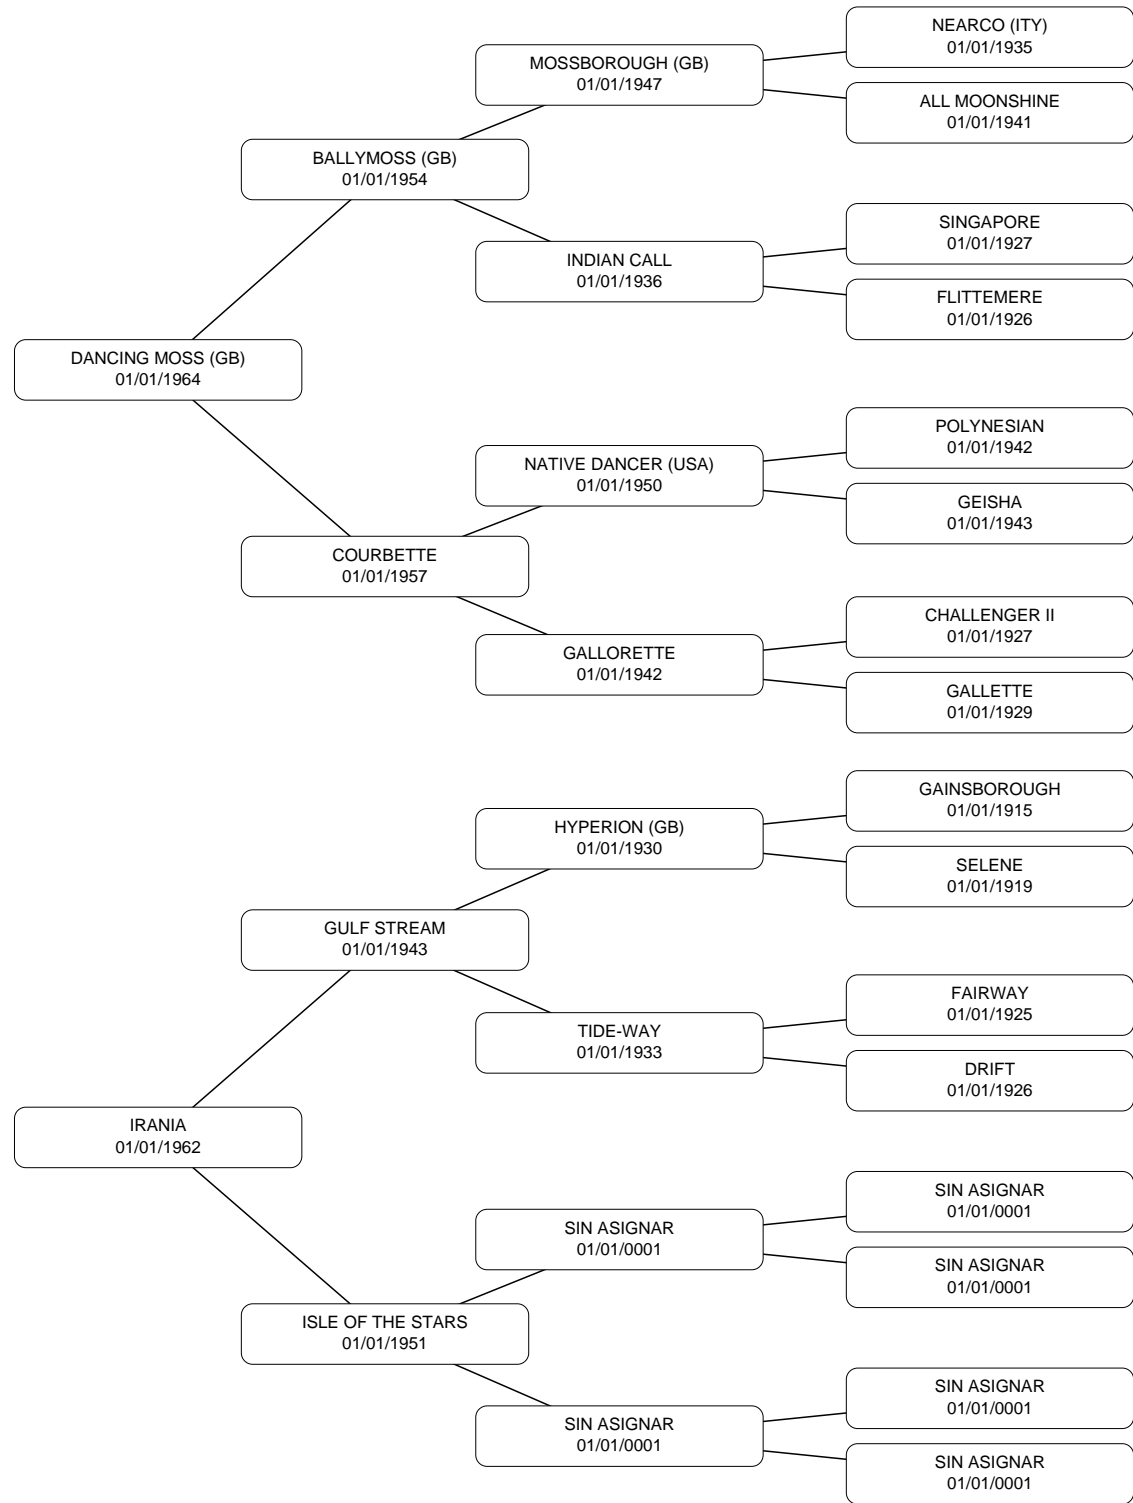 NEARCO (ITY)
01/01/1935
MOSSBOROUGH (GB)
01/01/1947
ALL MOONSHINE
01/01/1941
BALLYMOSS (GB)
01/01/1954
SINGAPORE
01/01/1927
INDIAN CALL
01/01/1936
FLITTEMERE
01/01/1926
DANCING MOSS (GB)
01/01/1964
POLYNESIAN
01/01/1942
NATIVE DANCER (USA)
01/01/1950
GEISHA
01/01/1943
COURBETTE
01/01/1957
CHALLENGER II
01/01/1927
GALLORETTE
01/01/1942
GALLETTE
01/01/1929
GAINSBOROUGH
01/01/1915
HYPERION (GB)
01/01/1930
SELENE
01/01/1919
GULF STREAM
01/01/1943
FAIRWAY
01/01/1925
TIDE-WAY
01/01/1933
DRIFT
01/01/1926
IRANIA
01/01/1962
SIN ASIGNAR
01/01/0001
SIN ASIGNAR
01/01/0001
SIN ASIGNAR
01/01/0001
ISLE OF THE STARS
01/01/1951
SIN ASIGNAR
01/01/0001
SIN ASIGNAR
01/01/0001
SIN ASIGNAR
01/01/0001